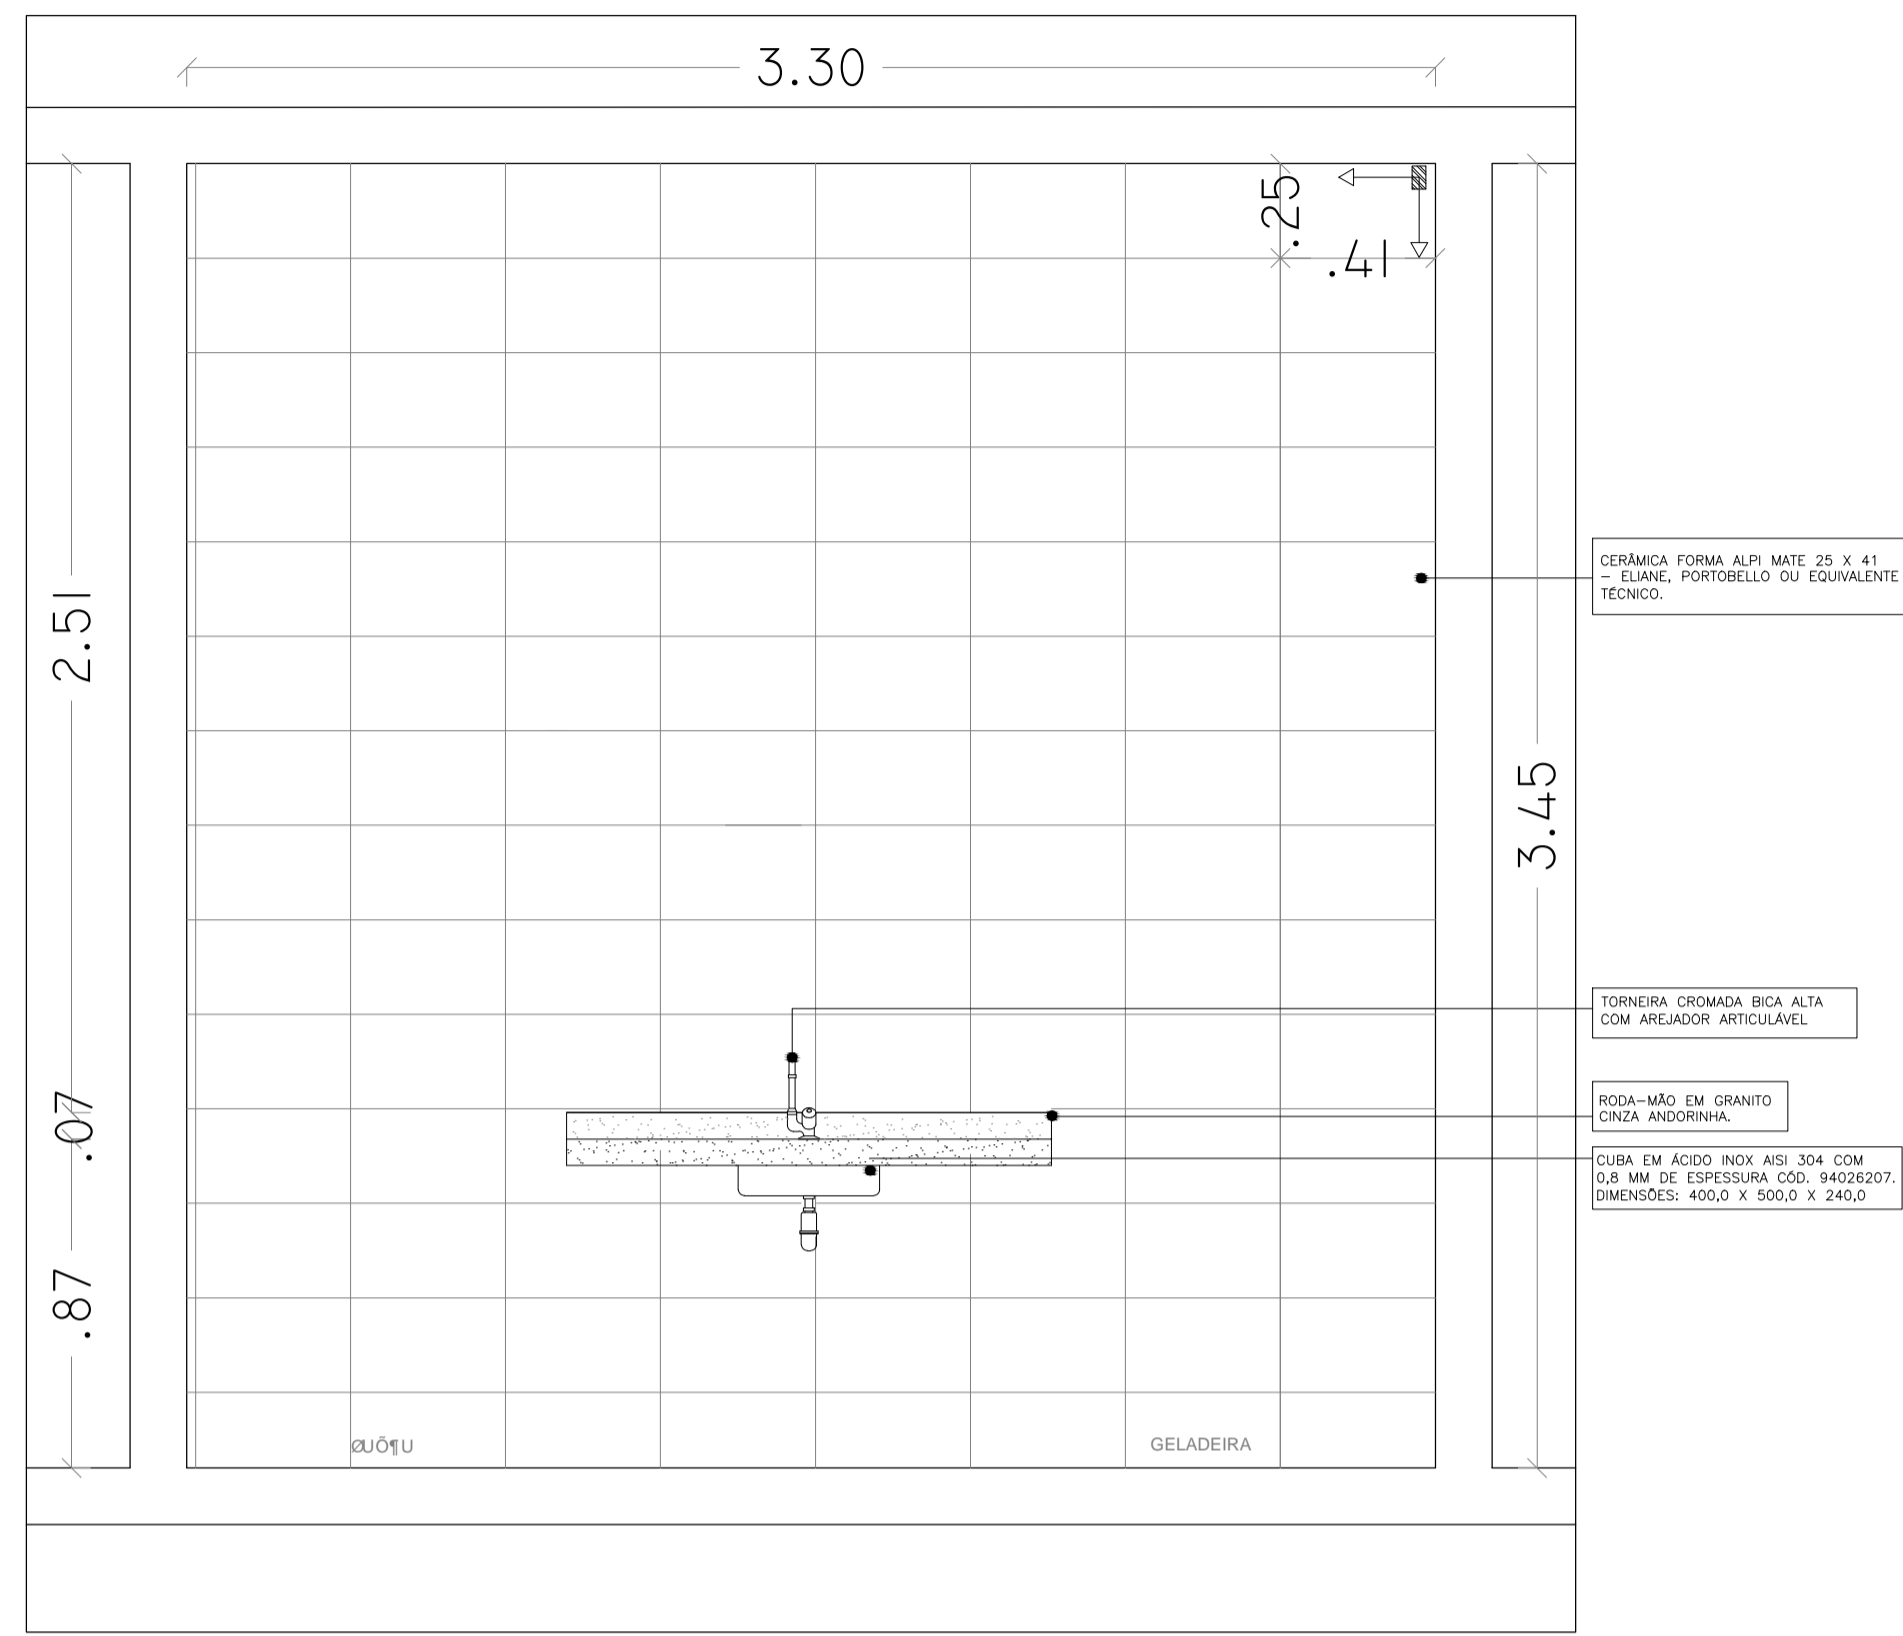 3.30
.25
.41
2.51
CERÂMICA FORMA ALPI MATE 25 X 41
– ELIANE, PORTOBELLO OU EQUIVALENTE
TÉCNICO.
3.45
TORNEIRA CROMADA BICA ALTA
COM AREJADOR ARTICULÁVEL
.07
RODA–MÃO EM GRANITO
CINZA ANDORINHA.
CUBA EM ÁCIDO INOX AISI 304 COM
0,8 MM DE ESPESSURA CÓD. 94026207.
DIMENSÕES: 400,0 X 500,0 X 240,0
.87
ØUÕ¶U
GELADEIRA